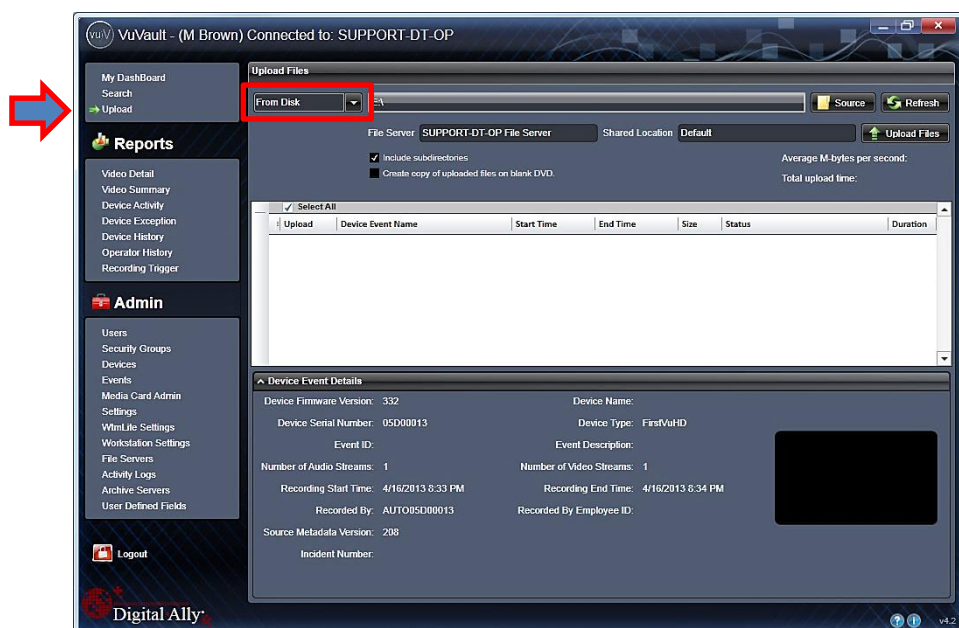 VuVault - (M Brown) Connected to: SUPPORT-DT-OP
My DashBoard
Search
Upload
Reports
Video Detail
Video Summary
Device Activity
Device Exception
Device History
Operator History
Recording Trigger
Admin
Users
Security Groups
Devices
Events
Media Card Admin
Settings
VuLite Settings
Workstation Settings
File Servers
Activity Logs
Archive Servers
User Defined Fields
Logout
Digital Ally
Upload Files
From Disk E:\ Source Refresh
File Server SUPPORT-DT-OP File Server Shared Location Default Upload Files
Include subdirectories
Create copy of uploaded files on blank DVD.
Average M-bytes per second:
Total upload time:
Select All
Upload Device Event Name Start Time End Time Size Status Duration
Device Event Details
Device Firmware Version: 332 Device Name:
Device Serial Number: 05D00013 Device Type: FirstVuHD
Event ID: Event Description:
Number of Audio Streams: 1 Number of Video Streams: 1
Recording Start Time: 4/16/2013 8:33 PM Recording End Time: 4/16/2013 8:34 PM
Recorded By: AUTO05D00013 Recorded By Employee ID:
Source Metadata Version: 208
Incident Number:
v4.2